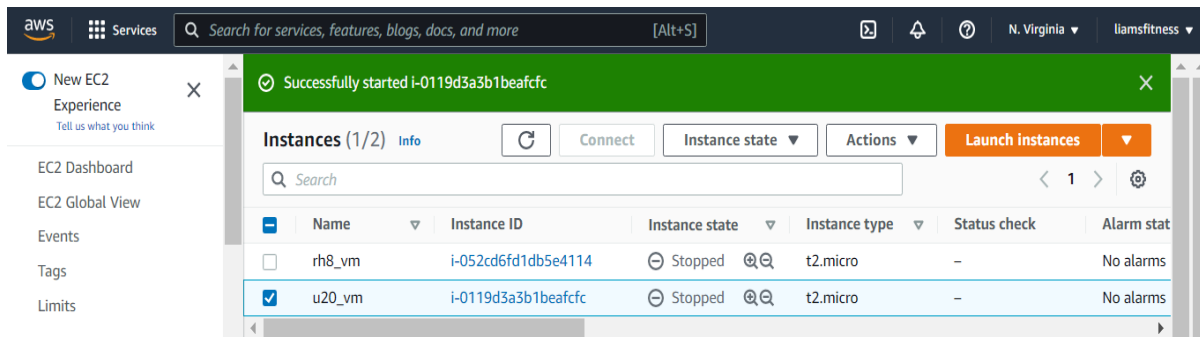 aws Services Search for services, features, blogs, docs, and more [Alt+S] N. Virginia liamsfitness
New EC2
Experience
Tell us what you think
EC2 Dashboard
EC2 Global View
Events
Tags
Limits
Successfully started i-0119d3a3b1beafcfc
Instances (1/2) Info Connect Instance state Actions Launch instances
Search 1
Name Instance ID Instance state Instance type Status check Alarm stat
rh8_vm i-052cd6fd1db5e4114 Stopped t2.micro – No alarms
u20_vm i-0119d3a3b1beafcfc Stopped t2.micro – No alarms